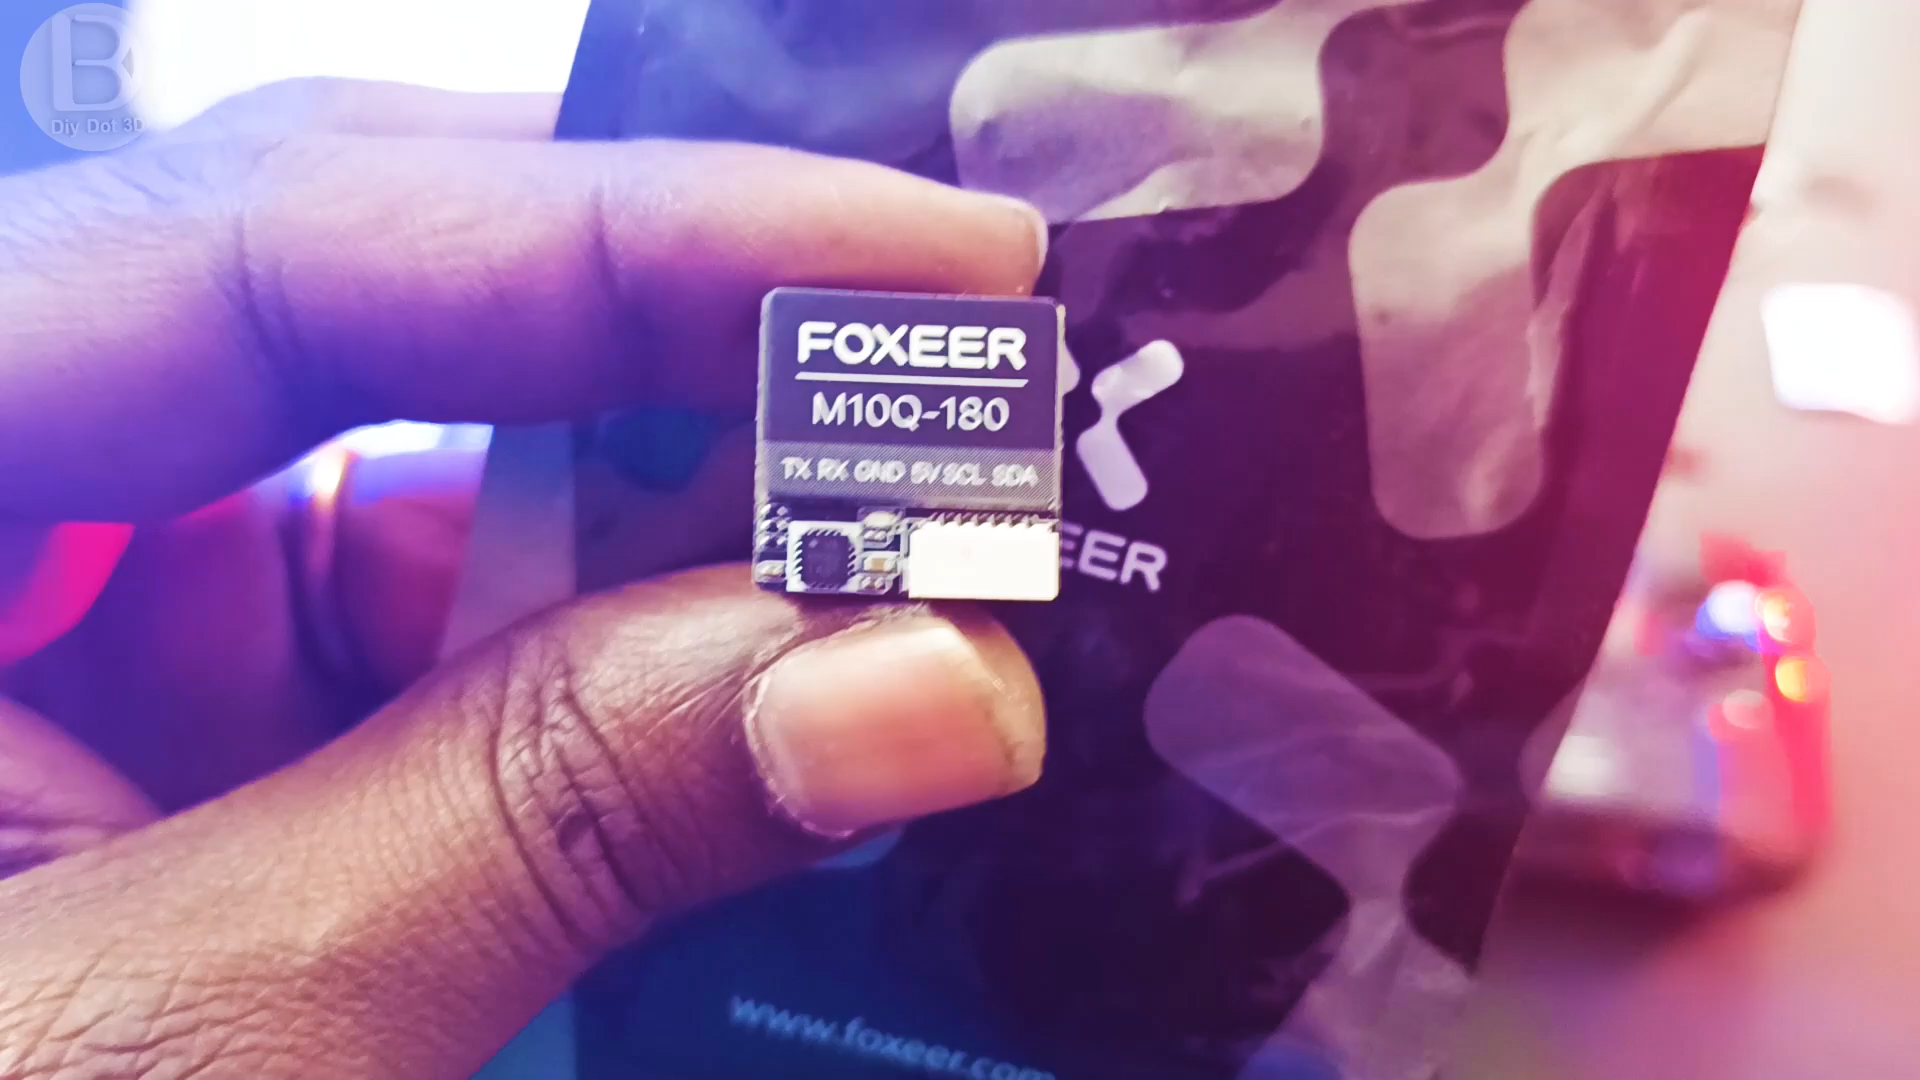 B
Diy Dot 3D
FOXEER
M10Q-180
TX RX GND 5V SCL SDA
EER
www.foxeer.com